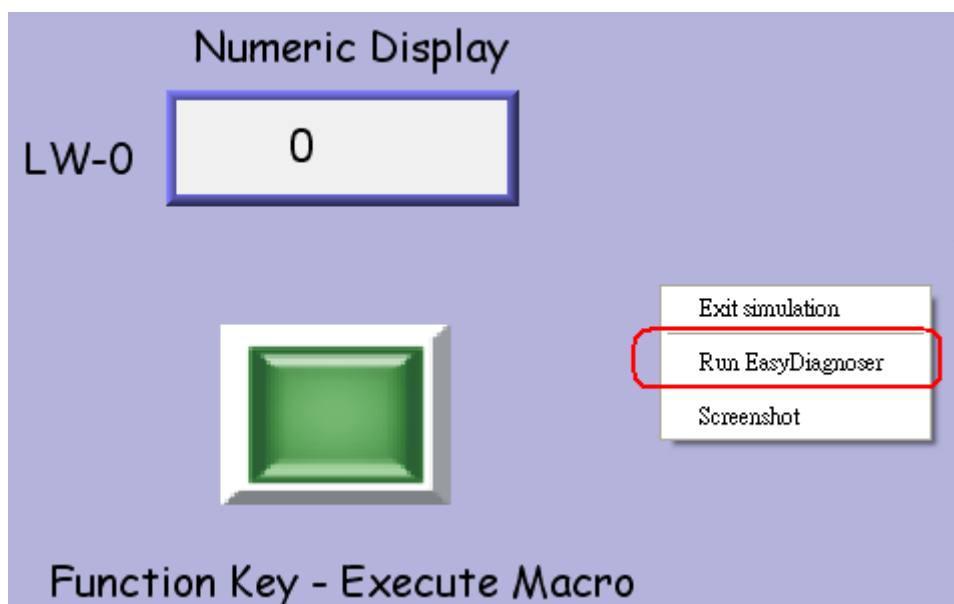 Numeric Display
LW-0
0
Exit simulation
Run EasyDiagnoser
Screenshot
Function Key - Execute Macro